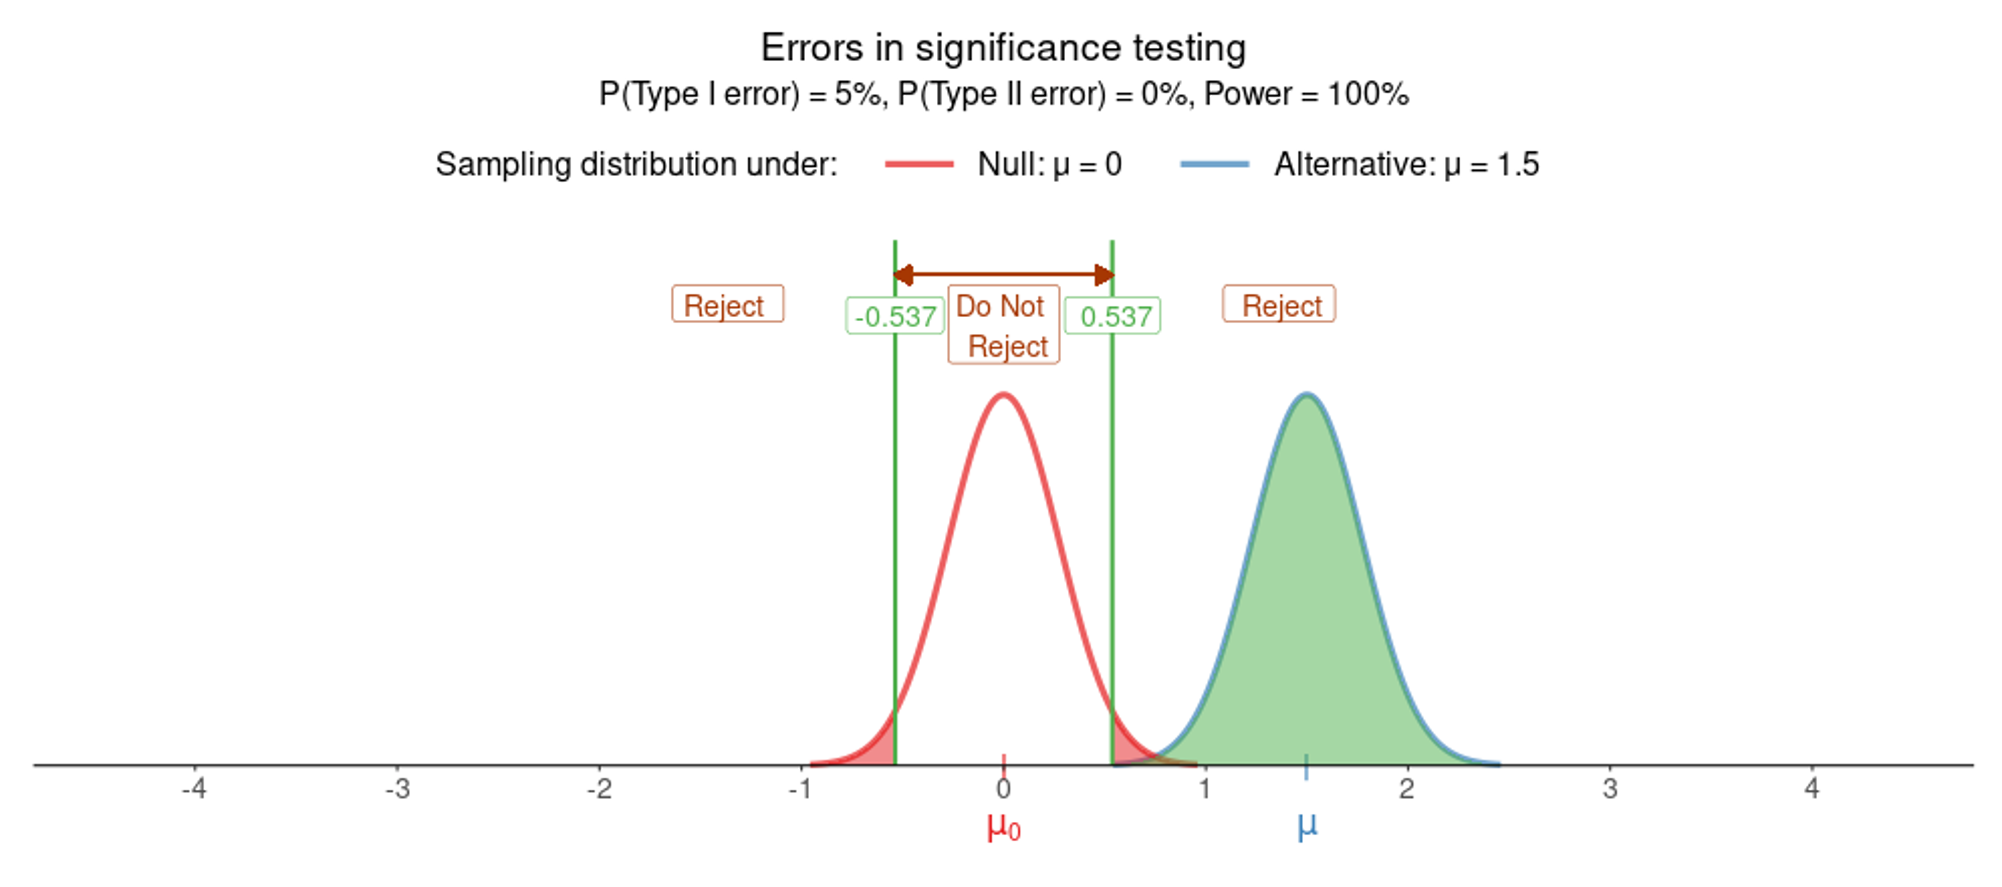 Errors in significance testing
P(Type I error) = 5%, P(Type II error) = 0%, Power = 100%
Sampling distribution under: Null: μ = 0 Alternative: μ = 1.5
Reject
-0.537
Do Not
Reject
0.537
Reject
-4 -3 -2 -1 0 1 2 3 4
μ₀ μ